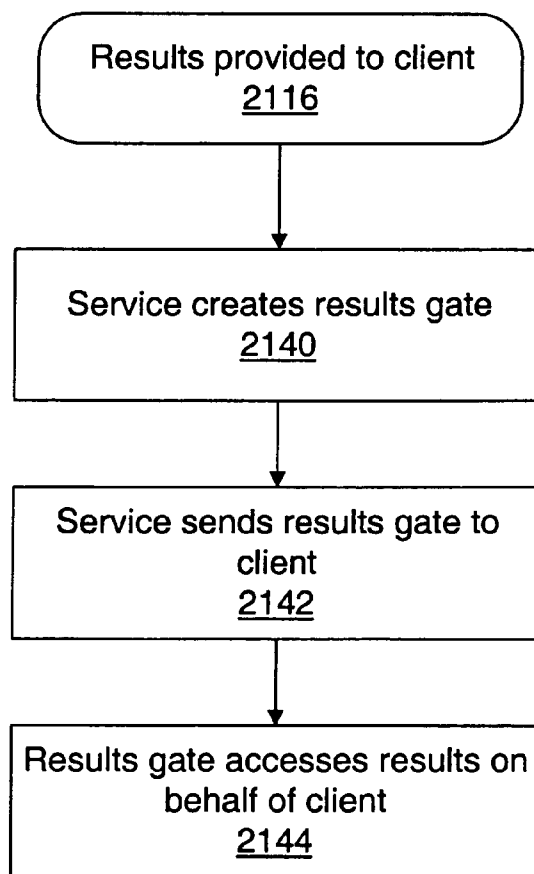 Results provided to client
2116
Service creates results gate
2140
Service sends results gate to
client
2142
Results gate accesses results on
behalf of client
2144